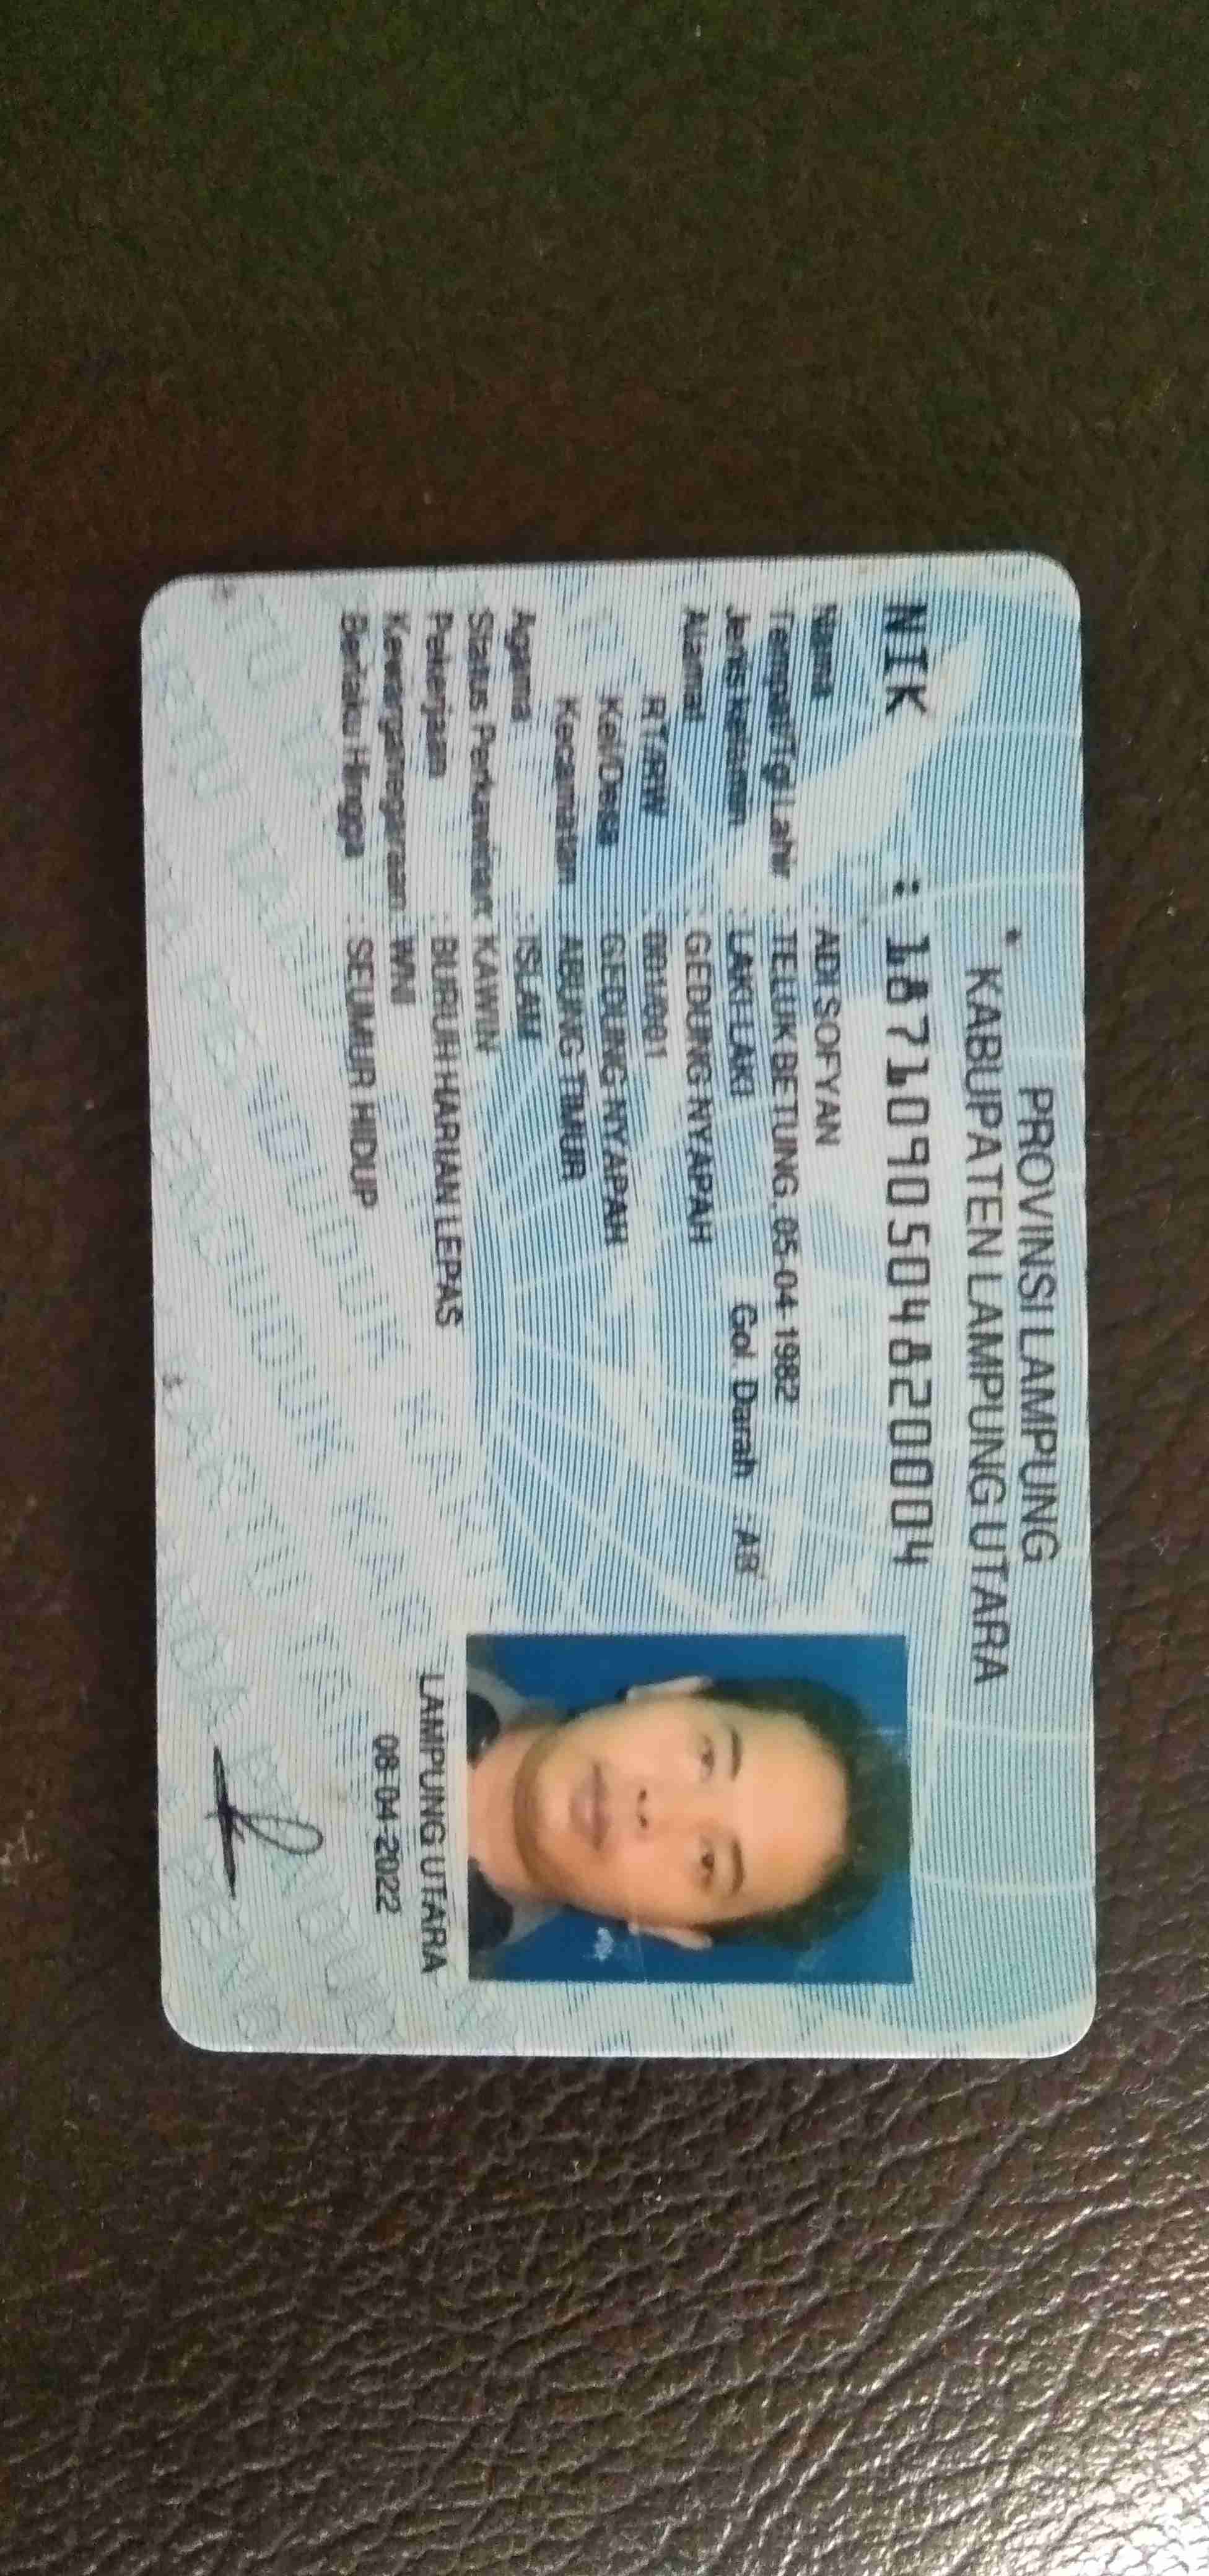 PROVINSI LAMPUNG
KABUPATEN LAMPUNG UTARA
NIK : 1871090504820004
Nama : ADI SOFYAN
Tempat/Tgl Lahir : TELUK BETUNG, 05-04-1982
Jenis kelamin : LAKI-LAKI Gol. Darah : AB
Alamat : GEDUNG NYAPAH
RT/RW : 001/001
Kel/Desa : GEDUNG NYAPAH
Kecamatan : ABUNG TIMUR
Agama : ISLAM
Status Perkawinan: KAWIN
Pekerjaan : BURUH HARIAN LEPAS
Kewarganegaraan: WNI
Berlaku Hingga : SEUMUR HIDUP
LAMPUNG UTARA
08-04-2022